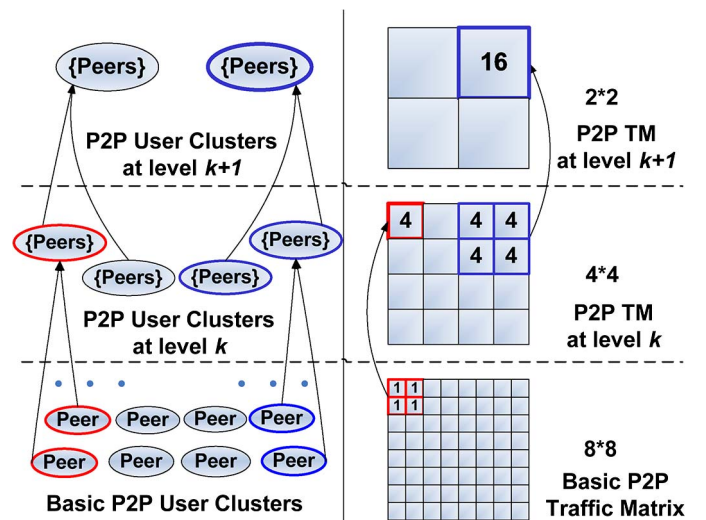 {Peers}
{Peers}
P2P User Clusters
at level k+1
16
2*2
P2P TM
at level k+1
{Peers}
{Peers}
{Peers}
{Peers}
P2P User Clusters
at level k
4
4 4
4 4
4*4
P2P TM
at level k
Peer Peer Peer Peer
Peer Peer Peer Peer
Basic P2P User Clusters
1 1
1 1
8*8
Basic P2P
Traffic Matrix